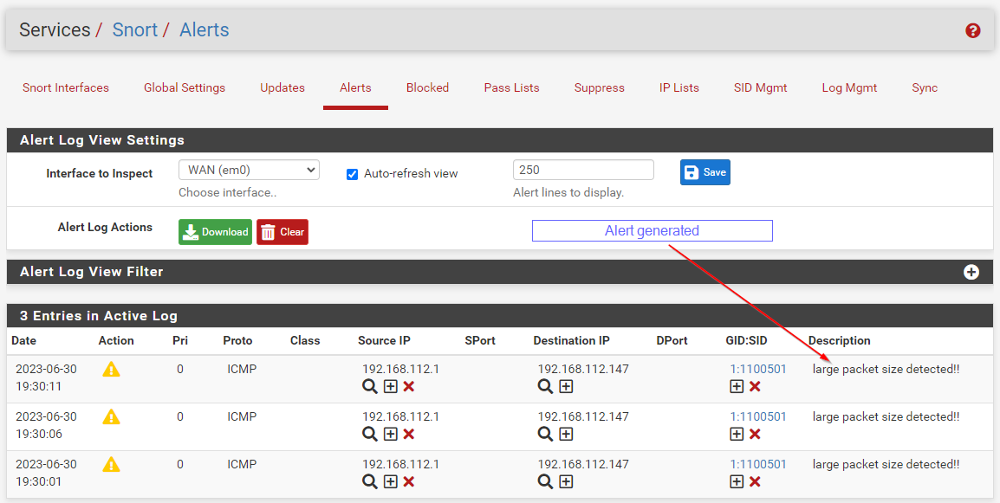 Services / Snort / Alerts
Snort Interfaces Global Settings Updates Alerts Blocked Pass Lists Suppress IP Lists SID Mgmt Log Mgmt Sync
Alert Log View Settings
Interface to Inspect WAN (em0) Auto-refresh view 250 Save
Choose interface.. Alert lines to display.
Alert Log Actions Download Clear Alert generated
Alert Log View Filter
3 Entries in Active Log
Date Action Pri Proto Class Source IP SPort Destination IP DPort GID:SID Description
2023-06-30 0 ICMP 192.168.112.1 192.168.112.147 1:1100501 large packet size detected!!
19:30:11
2023-06-30 0 ICMP 192.168.112.1 192.168.112.147 1:1100501 large packet size detected!!
19:30:06
2023-06-30 0 ICMP 192.168.112.1 192.168.112.147 1:1100501 large packet size detected!!
19:30:01